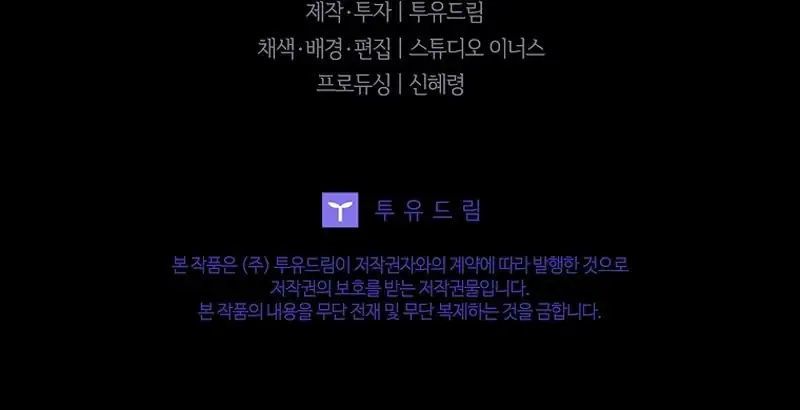 제작·투자 | 투유드림
채색·배경·편집 | 스튜디오 이너스
프로듀싱 | 신혜령
투유드림
본 작품은 (주) 투유드림이 저작권자와의 계약에 따라 발행한 것으로
저작권의 보호를 받는 저작권물입니다.
본 작품의 내용을 무단 전재 및 무단 복제하는 것을 금합니다.